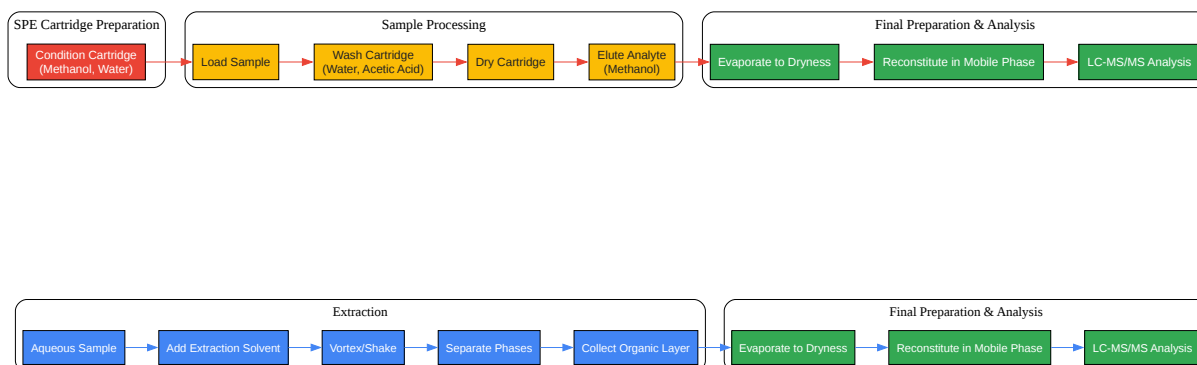 SPE Cartridge Preparation
Sample Processing
Final Preparation & Analysis
Condition Cartridge
(Methanol, Water)
Load Sample
Wash Cartridge
(Water, Acetic Acid)
Dry Cartridge
Elute Analyte
(Methanol)
Evaporate to Dryness
Reconstitute in Mobile Phase
LC-MS/MS Analysis
Extraction
Final Preparation & Analysis
Aqueous Sample
Add Extraction Solvent
Vortex/Shake
Separate Phases
Collect Organic Layer
Evaporate to Dryness
Reconstitute in Mobile Phase
LC-MS/MS Analysis